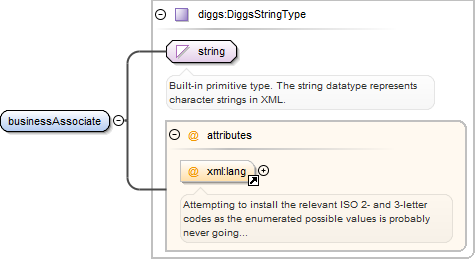 diggs:DiggsStringType
string
Built-in primitive type. The string datatype represents
character strings in XML.
businessAssociate
@ attributes
@ xml:lang
Attempting to install the relevant ISO 2- and 3-letter
codes as the enumerated possible values is probably
never going...